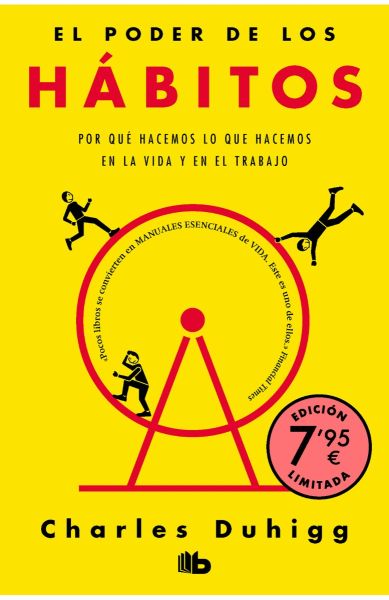 EL PODER DE LOS
HÁBITOS
POR QUÉ HACEMOS LO QUE HACEMOS
EN LA VIDA Y EN EL TRABAJO
«Pocos libros se convierten en MANUALES ESENCIALES de VIDA. Este es uno de ellos.» Financial Times
EDICIÓN
7'95
€
LIMITADA
Charles Duhigg
b